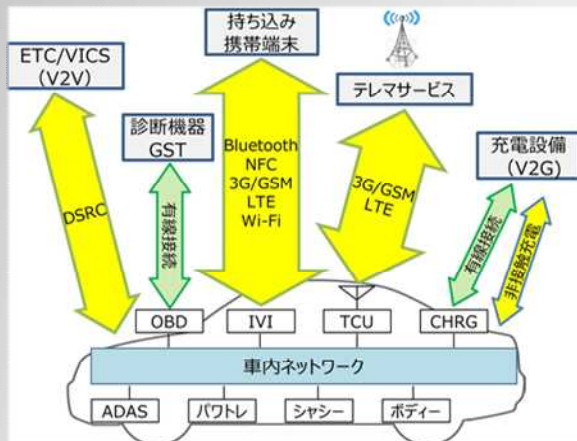 持ち込み
携帯端末
ETC/VICS
(V2V)
テレマサービス
診断機器
GST
充電設備
(V2G)
Bluetooth
NFC
3G/GSM
LTE
Wi-Fi
3G/GSM
LTE
DSRC
有線接続
有線接続
非接触充電
OBD
IVI
TCU
CHRG
車内ネットワーク
ADAS
パワトレ
シャシー
ボディー